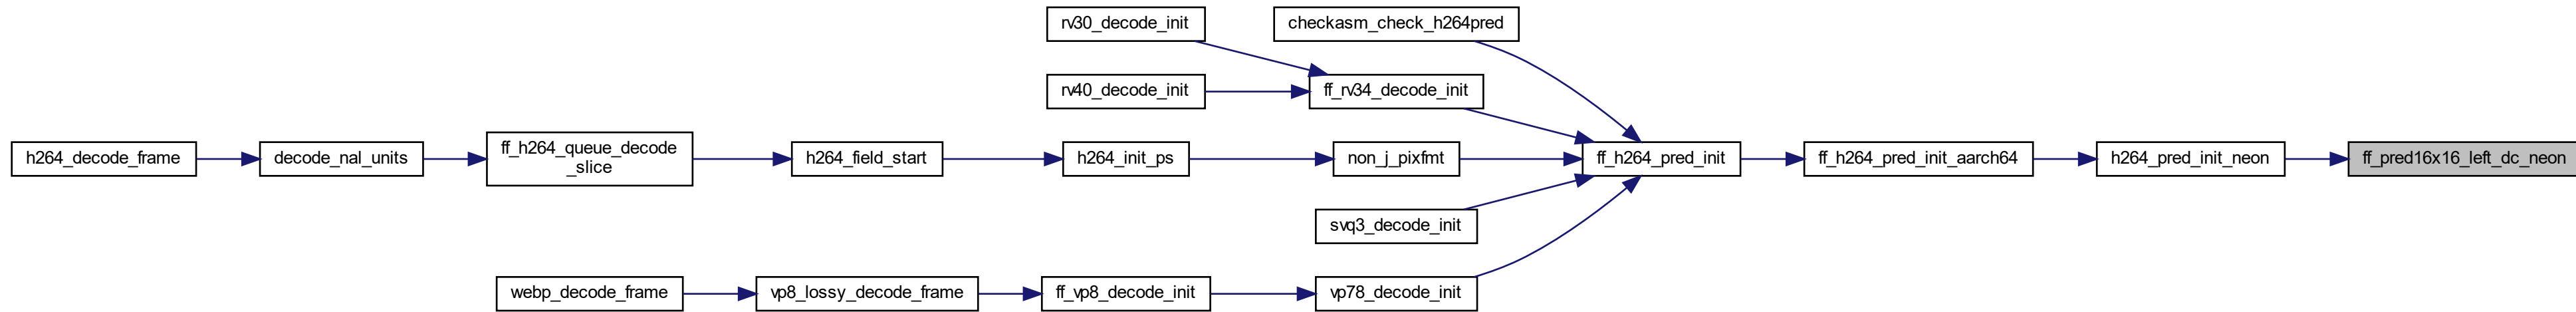 rv30_decode_init
checkasm_check_h264pred
rv40_decode_init
ff_rv34_decode_init
h264_decode_frame
decode_nal_units
ff_h264_queue_decode
_slice
h264_field_start
h264_init_ps
non_j_pixfmt
ff_h264_pred_init
ff_h264_pred_init_aarch64
h264_pred_init_neon
ff_pred16x16_left_dc_neon
svq3_decode_init
webp_decode_frame
vp8_lossy_decode_frame
ff_vp8_decode_init
vp78_decode_init